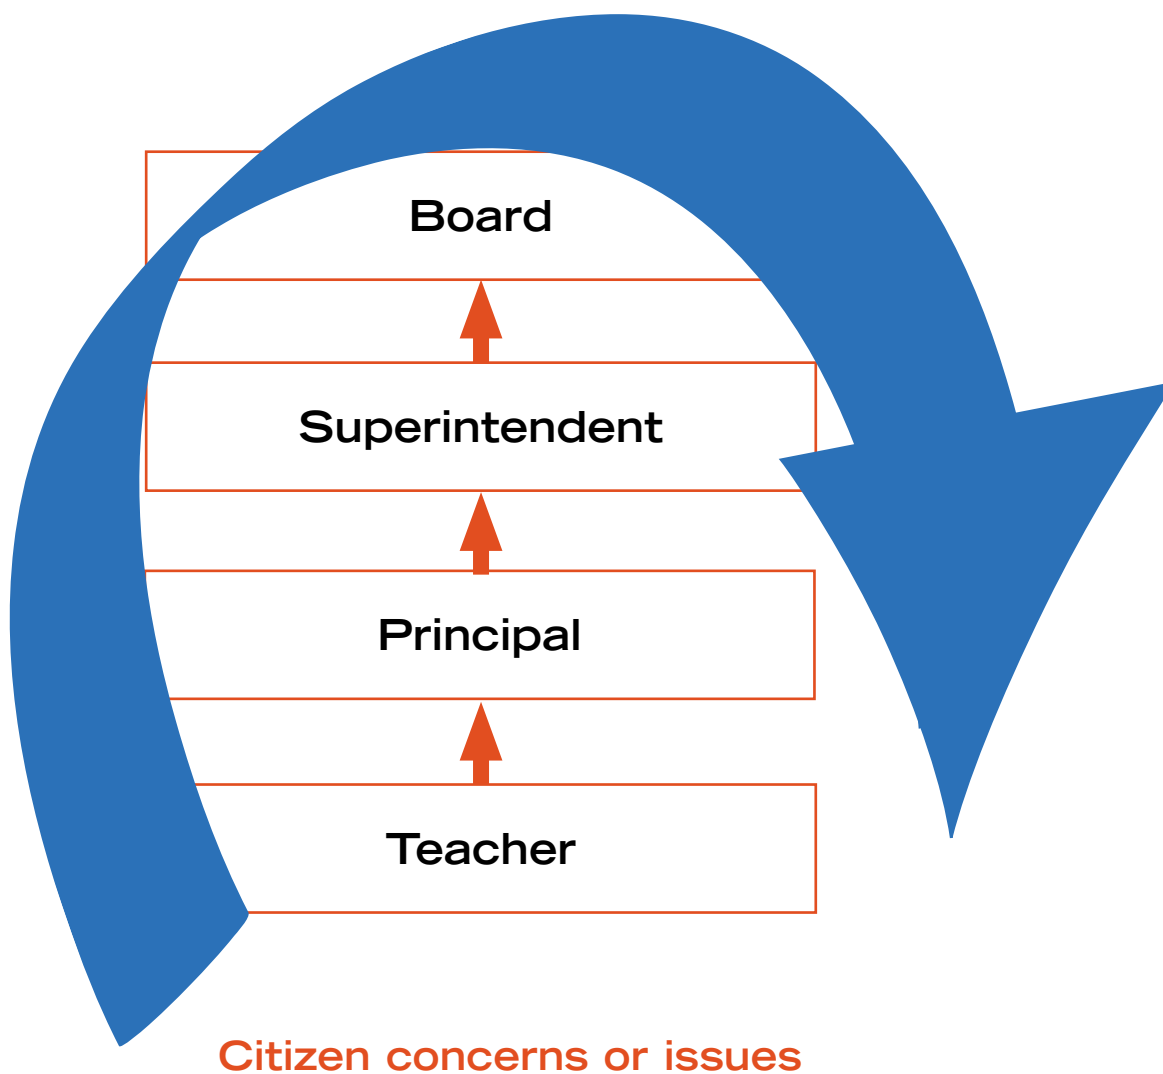 Board
Superintendent
Principal
Teacher
Citizen concerns or issues